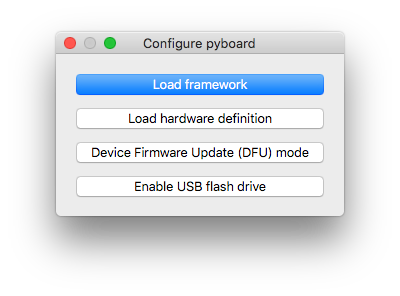 Configure pyboard
Load framework
Load hardware definition
Device Firmware Update (DFU) mode
Enable USB flash drive